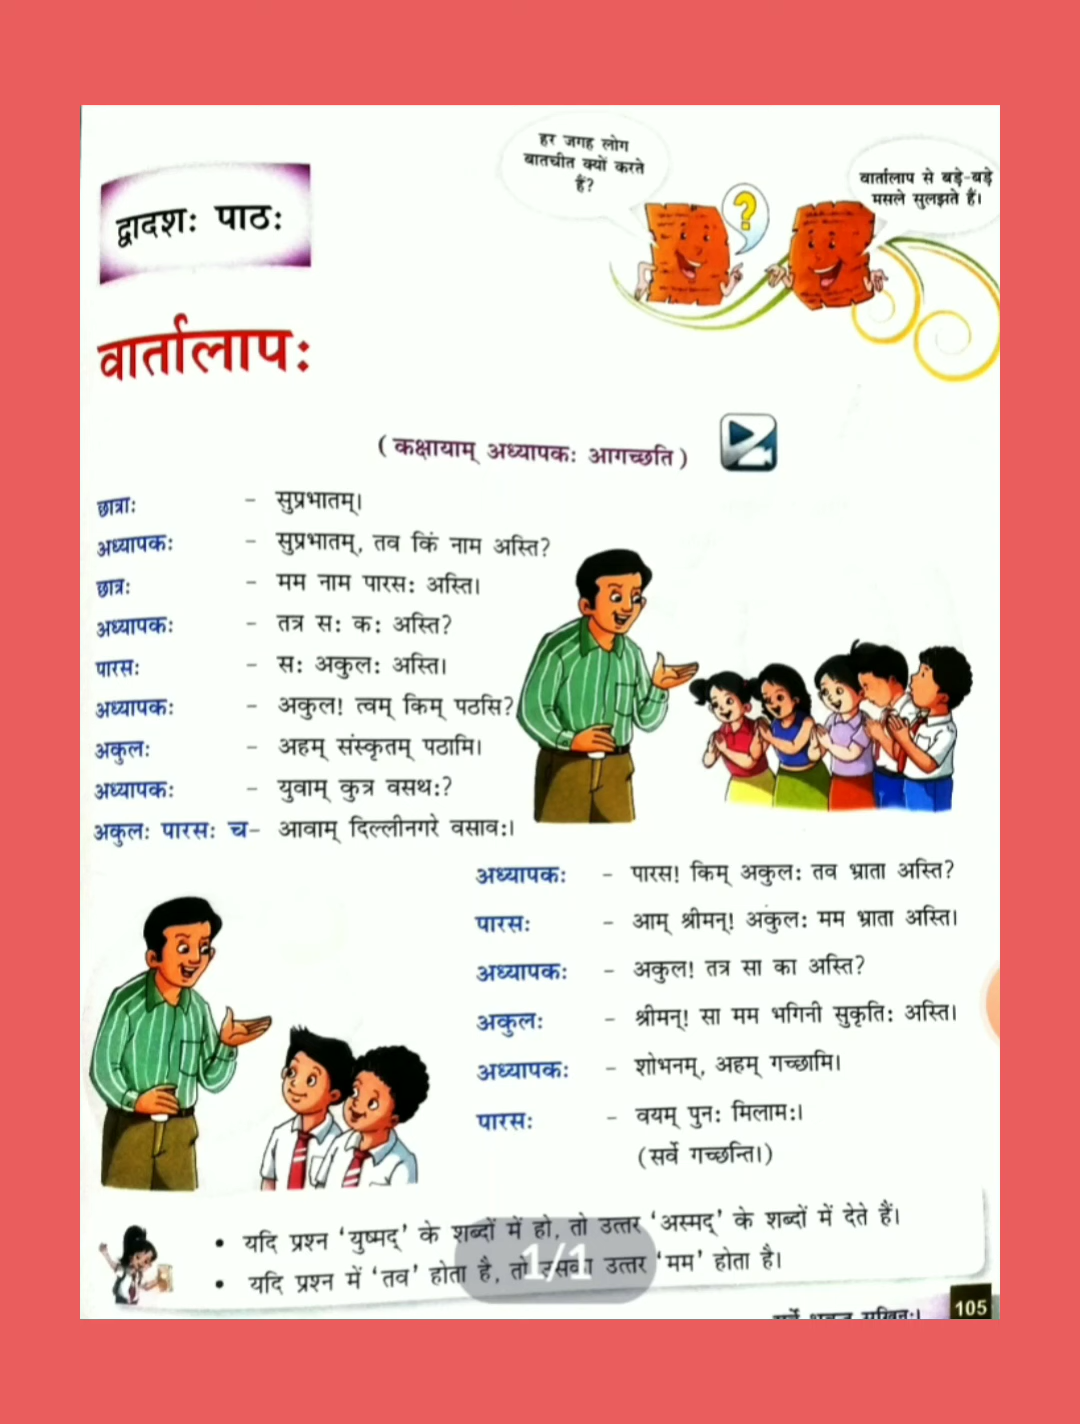 हर जगह लोग
बातचीत क्यों करते
हैं?
वार्तालाप से बड़े-बड़े
मसले सुलझते हैं।
?
द्वादशः पाठः
वार्तालापः
(कक्षायाम् अध्यापकः आगच्छति)
छात्राः - सुप्रभातम्।
अध्यापकः - सुप्रभातम्, तव किं नाम अस्ति?
छात्रः - मम नाम पारसः अस्ति।
अध्यापकः - तत्र सः कः अस्ति?
पारसः - सः अकुलः अस्ति।
अध्यापकः - अकुल! त्वम् किम् पठसि?
अकुलः - अहम् संस्कृतम् पठामि।
अध्यापकः - युवाम् कुत्र वसथः?
अकुलः पारसः च- आवाम् दिल्लीनगरे वसावः।
अध्यापकः - पारस! किम् अकुलः तव भ्राता अस्ति?
पारसः - आम् श्रीमन्! अकुलः मम भ्राता अस्ति।
अध्यापकः - अकुल! तत्र सा का अस्ति?
अकुलः - श्रीमन्! सा मम भगिनी सुकृतिः अस्ति।
अध्यापकः - शोभनम्, अहम् गच्छामि।
पारसः - वयम् पुनः मिलामः।
(सर्वे गच्छन्ति।)
• यदि प्रश्न 'युष्मद्' के शब्दों में हो, तो उत्तर 'अस्मद्' के शब्दों में देते हैं।
• यदि प्रश्न में 'तव' होता है, तो उसका उत्तर 'मम' होता है।
1/1
105